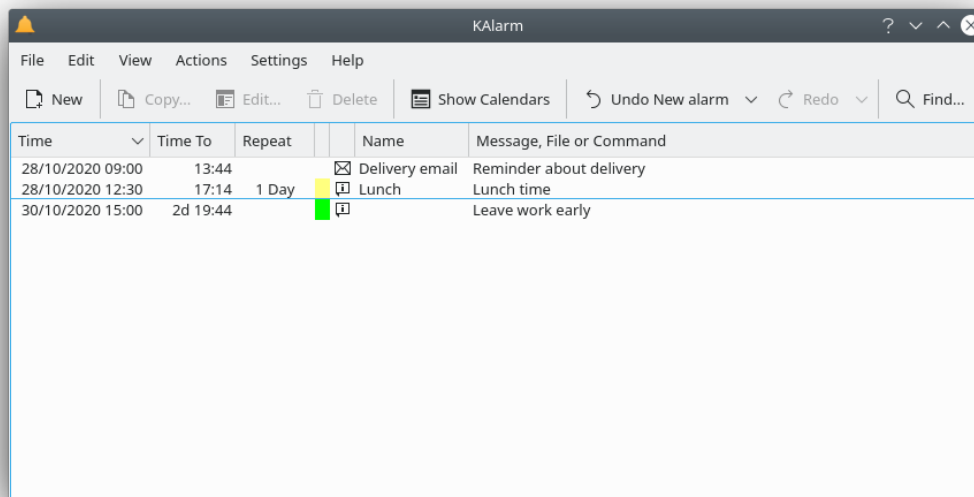 KAlarm
File Edit View Actions Settings Help
New Copy... Edit... Delete Show Calendars Undo New alarm Redo Find...
Time Time To Repeat Name Message, File or Command
28/10/2020 09:00 13:44 Delivery email Reminder about delivery
28/10/2020 12:30 17:14 1 Day Lunch Lunch time
30/10/2020 15:00 2d 19:44 Leave work early